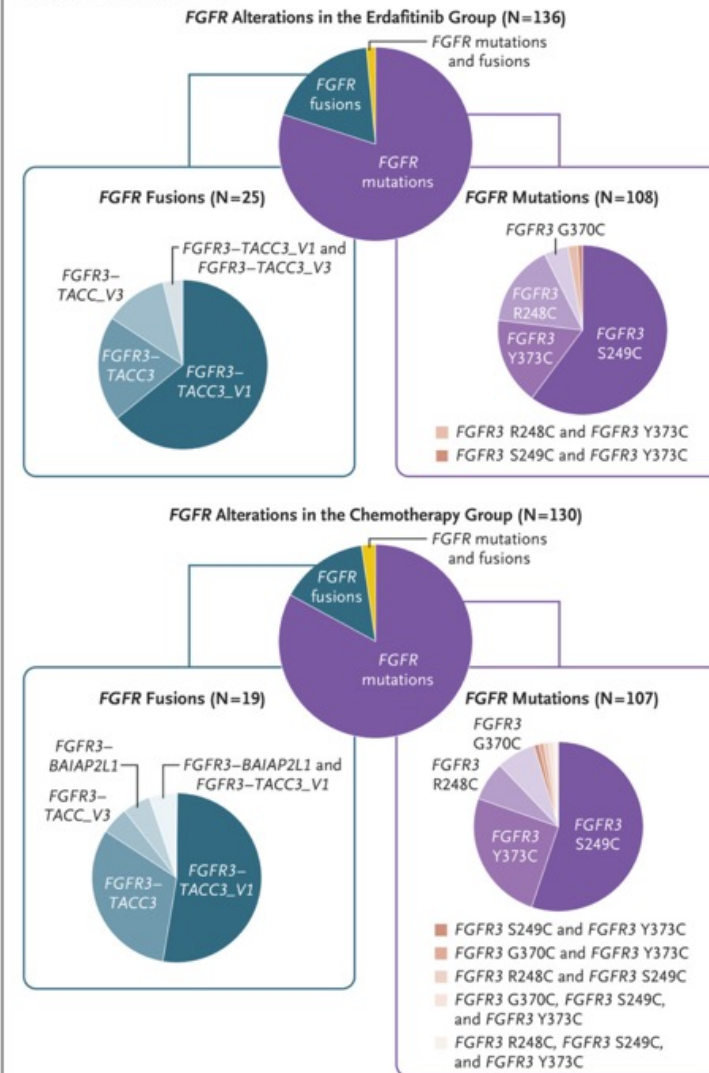 FGFR Alterations in the Erdafitinib Group (N=136)
FGFR mutations
and fusions
FGFR
fusions
FGFR
mutations
FGFR Fusions (N=25)
FGFR3–TACC3_V1 and
FGFR3–TACC3_V3
FGFR3–
TACC_V3
FGFR3–
TACC3
FGFR3–
TACC3_V1
FGFR Mutations (N=108)
FGFR3 G370C
FGFR3
R248C
FGFR3
Y373C
FGFR3
S249C
FGFR3 R248C and FGFR3 Y373C
FGFR3 S249C and FGFR3 Y373C
FGFR Alterations in the Chemotherapy Group (N=130)
FGFR mutations
and fusions
FGFR
fusions
FGFR
mutations
FGFR Fusions (N=19)
FGFR3–
BAIAP2L1
FGFR3–BAIAP2L1 and
FGFR3–TACC3_V1
FGFR3–
TACC_V3
FGFR3–
TACC3
FGFR3–
TACC3_V1
FGFR Mutations (N=107)
FGFR3
G370C
FGFR3
R248C
FGFR3
Y373C
FGFR3
S249C
FGFR3 S249C and FGFR3 Y373C
FGFR3 G370C and FGFR3 Y373C
FGFR3 R248C and FGFR3 S249C
FGFR3 G370C, FGFR3 S249C,
and FGFR3 Y373C
FGFR3 R248C, FGFR3 S249C,
and FGFR3 Y373C